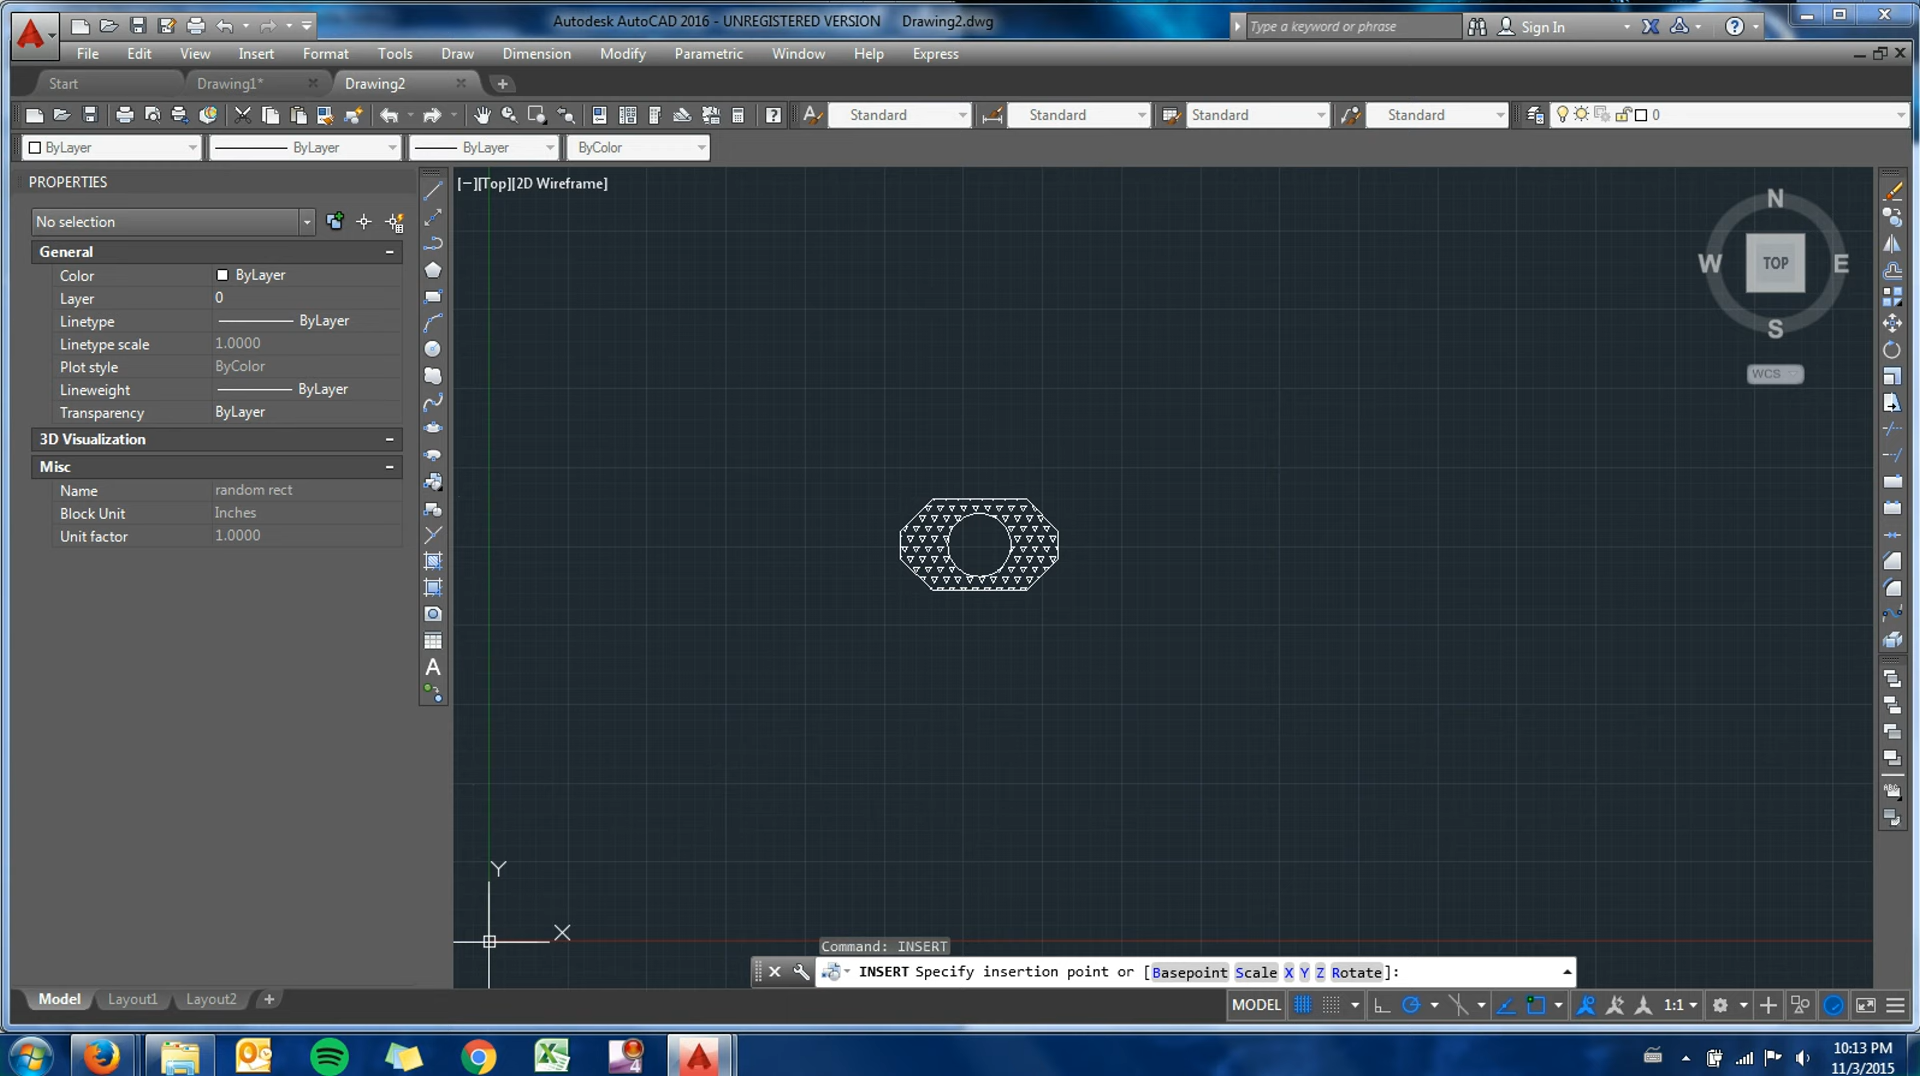 Autodesk AutoCAD 2016 - UNREGISTERED VERSION Drawing2.dwg
Type a keyword or phrase
Sign In
File Edit View Insert Format Tools Draw Dimension Modify Parametric Window Help Express
Start Drawing1* Drawing2
Standard Standard Standard Standard 0
ByLayer ByLayer ByLayer ByColor
PROPERTIES
[−][Top][2D Wireframe]
No selection
General
Color ByLayer
Layer 0
Linetype ByLayer
Linetype scale 1.0000
Plot style ByColor
Lineweight ByLayer
Transparency ByLayer
3D Visualization
Misc
Name random rect
Block Unit Inches
Unit factor 1.0000
N
W TOP E
S
WCS
A
ABC
Y
X
Command: INSERT
INSERT Specify insertion point or [Basepoint Scale X Y Z Rotate]:
Model Layout1 Layout2
MODEL 1:1
4
10:13 PM
11/3/2015